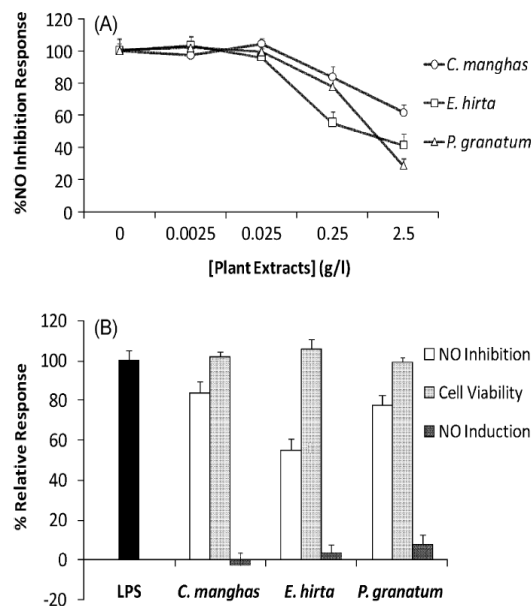 (A)
120
100
80
60
40
20
0
%NO Inhibition Response
0 0.0025 0.025 0.25 2.5
[Plant Extracts] (g/l)
C. manghas
E. hirta
P. granatum
(B)
120
100
80
60
40
20
0
-20
% Relative Response
LPS C. manghas E. hirta P. granatum
NO Inhibition
Cell Viability
NO Induction